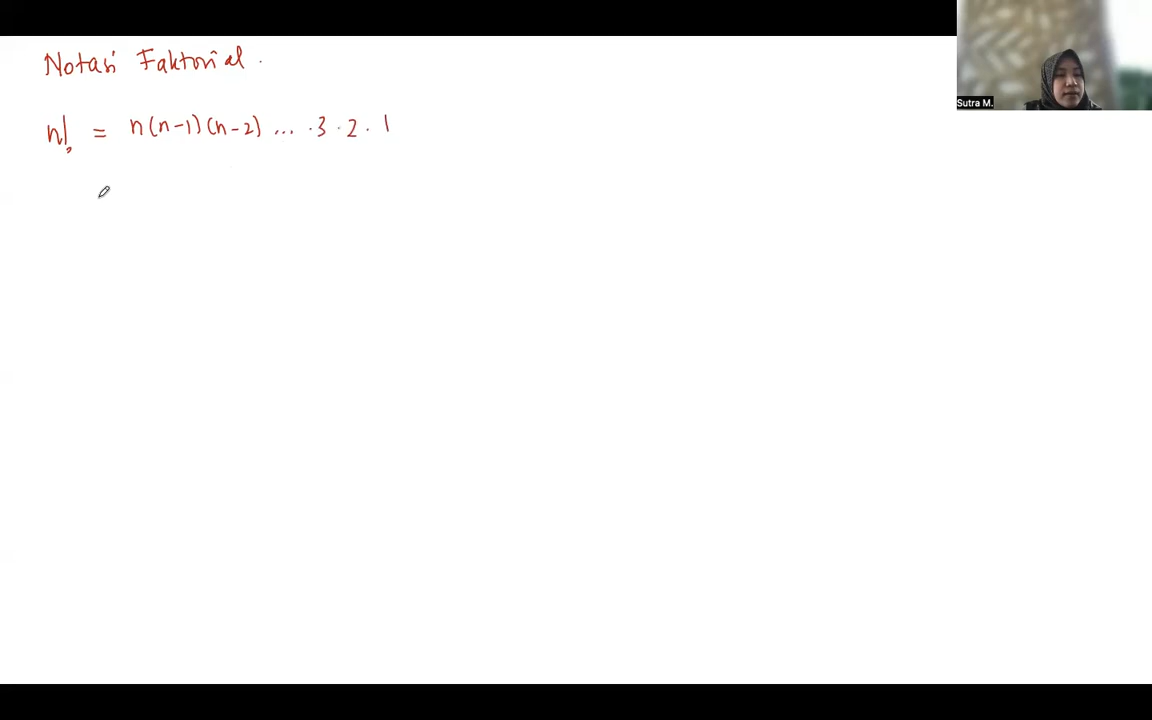 Notasi Faktorial.
n! = n(n-1)(n-2) ... .3.2.1
Sutra M.